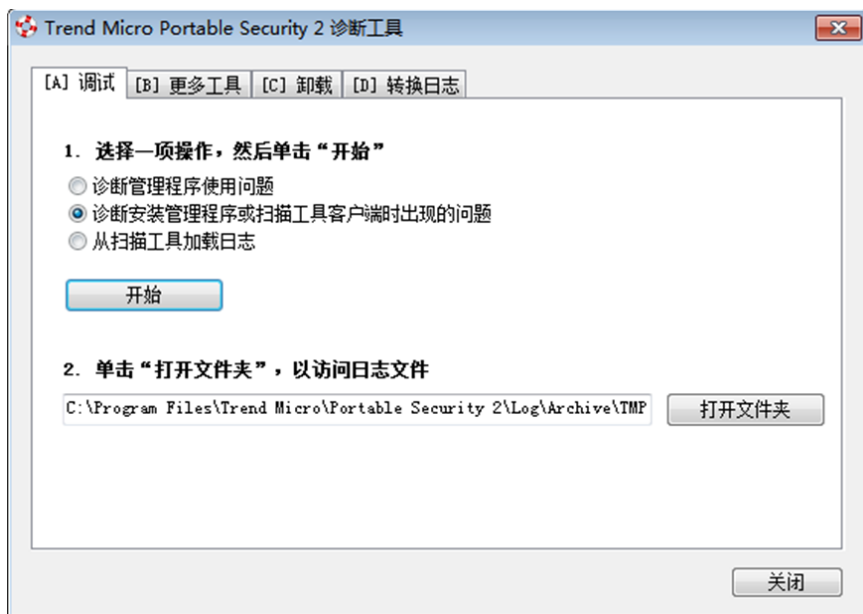 Trend Micro Portable Security 2 诊断工具
[A] 调试 [B] 更多工具 [C] 卸载 [D] 转换日志
1. 选择一项操作，然后单击“开始”
诊断管理程序使用问题
诊断安装管理程序或扫描工具客户端时出现的问题
从扫描工具加载日志
开始
2. 单击“打开文件夹”，以访问日志文件
C:\Program Files\Trend Micro\Portable Security 2\Log\Archive\TMP 打开文件夹
关闭